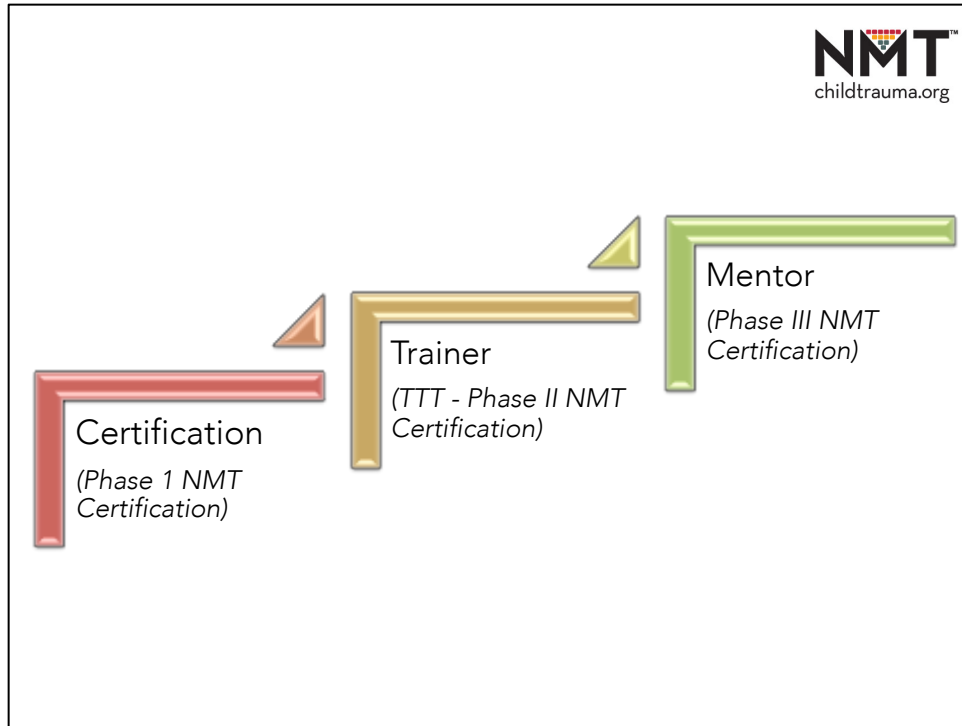 NMT™
childtrauma.org
Certification
(Phase 1 NMT
Certification)
Trainer
(TTT - Phase II NMT
Certification)
Mentor
(Phase III NMT
Certification)